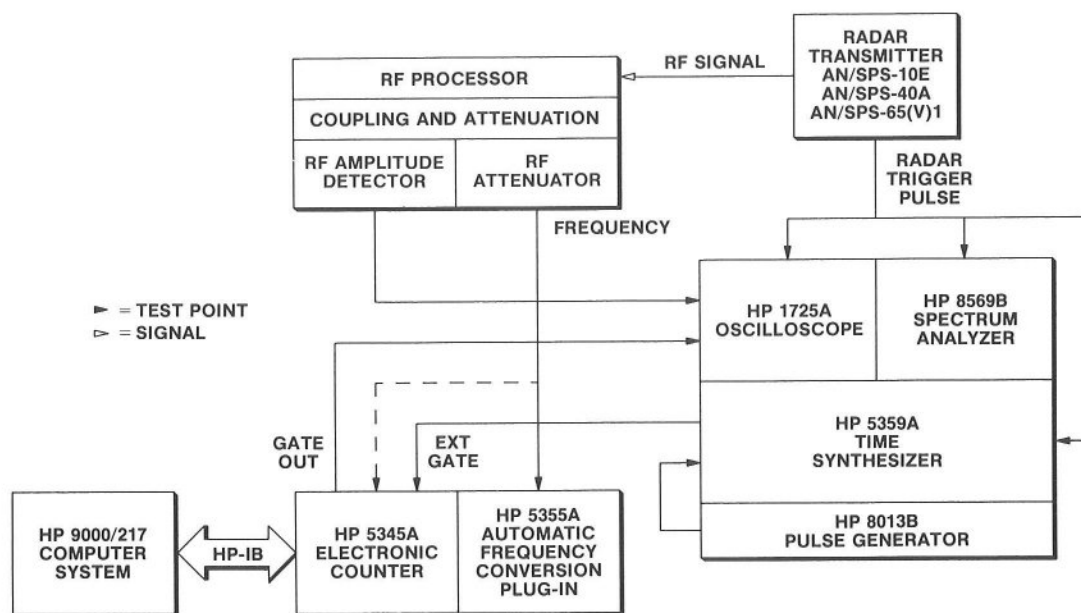 RF PROCESSOR
COUPLING AND ATTENUATION
RF AMPLITUDE
DETECTOR
RF
ATTENUATOR
RF SIGNAL
RADAR
TRANSMITTER
AN/SPS-10E
AN/SPS-40A
AN/SPS-65(V)1
RADAR
TRIGGER
PULSE
FREQUENCY
= TEST POINT
= SIGNAL
HP 1725A
OSCILLOSCOPE
HP 8569B
SPECTRUM
ANALYZER
HP 5359A
TIME
SYNTHESIZER
HP 8013B
PULSE GENERATOR
GATE
OUT
EXT
GATE
HP 9000/217
COMPUTER
SYSTEM
HP-IB
HP 5345A
ELECTRONIC
COUNTER
HP 5355A
AUTOMATIC
FREQUENCY
CONVERSION
PLUG-IN